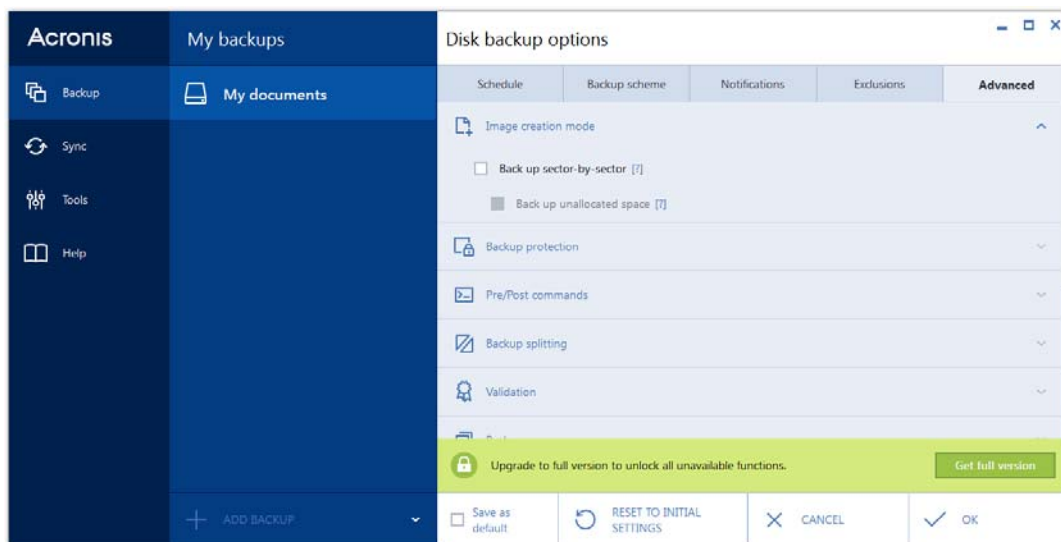 Acronis
Backup
Sync
Tools
Help
My backups
My documents
ADD BACKUP
Disk backup options
Schedule
Backup scheme
Notifications
Exclusions
Advanced
Image creation mode
Back up sector-by-sector [?]
Back up unallocated space [?]
Backup protection
Pre/Post commands
Backup splitting
Validation
Upgrade to full version to unlock all unavailable functions.
Get full version
Save as
default
RESET TO INITIAL
SETTINGS
CANCEL
OK